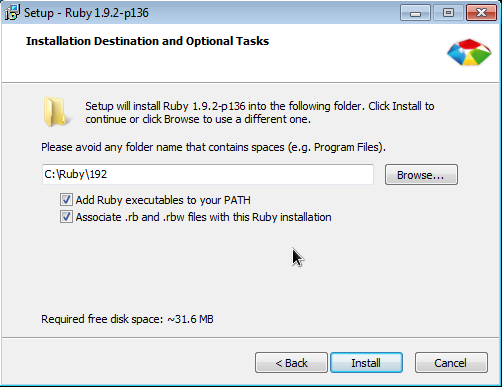 Setup - Ruby 1.9.2-p136
Installation Destination and Optional Tasks
Setup will install Ruby 1.9.2-p136 into the following folder. Click Install to
continue or click Browse to use a different one.
Please avoid any folder name that contains spaces (e.g. Program Files).
C:\Ruby\192
Browse...
Add Ruby executables to your PATH
Associate .rb and .rbw files with this Ruby installation
Required free disk space: ~31.6 MB
< Back
Install
Cancel